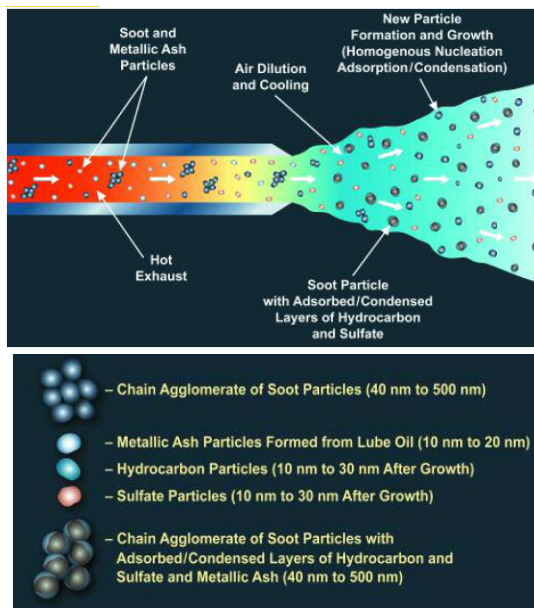 Soot and
Metallic Ash
Particles
Air Dilution
and Cooling
New Particle
Formation and Growth
(Homogenous Nucleation
Adsorption/Condensation)
Hot
Exhaust
Soot Particle
with Adsorbed/Condensed
Layers of Hydrocarbon
and Sulfate
– Chain Agglomerate of Soot Particles (40 nm to 500 nm)
– Metallic Ash Particles Formed from Lube Oil (10 nm to 20 nm)
– Hydrocarbon Particles (10 nm to 30 nm After Growth)
– Sulfate Particles (10 nm to 30 nm After Growth)
– Chain Agglomerate of Soot Particles with
Adsorbed/Condensed Layers of Hydrocarbon and
Sulfate and Metallic Ash (40 nm to 500 nm)